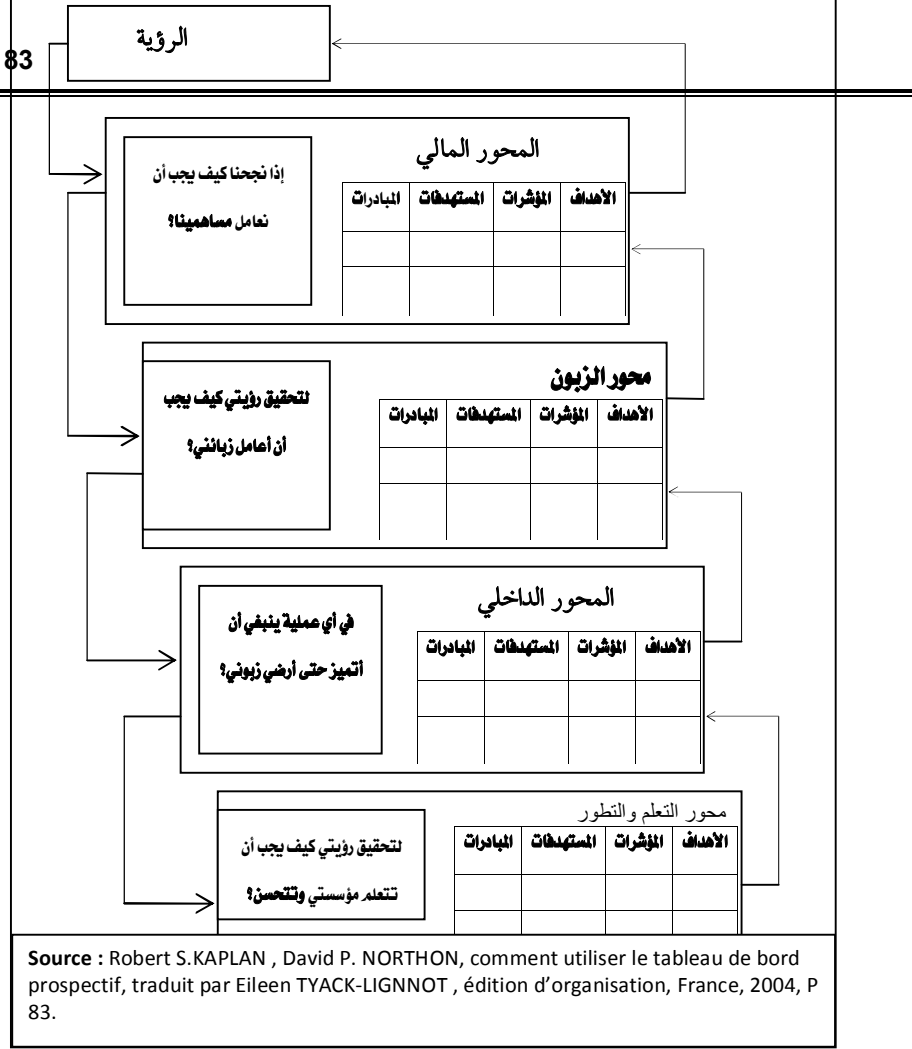 الرؤية
83
المحور المالي
إذا نجحنا كيف يجب أن
نعامل مساهمينا؟
الأهداف المؤشرات المستهدفات المبادرات
محور الزبون
لتحقيق رؤيتي كيف يجب
أن أعامل زبائنني؟
الأهداف المؤشرات المستهدفات المبادرات
المحور الداخلي
في أي عملية ينبغي أن
أتميز حتى أرضي زبوني؟
الأهداف المؤشرات المستهدفات المبادرات
محور التعلم والتطور
لتحقيق رؤيتي كيف يجب أن
تتعلم مؤسستي وتتحسن؟
الأهداف المؤشرات المستهدفات المبادرات
Source : Robert S.KAPLAN , David P. NORTHON, comment utiliser le tableau de bord
prospectif, traduit par Eileen TYACK-LIGNNOT , édition d'organisation, France, 2004, P
83.